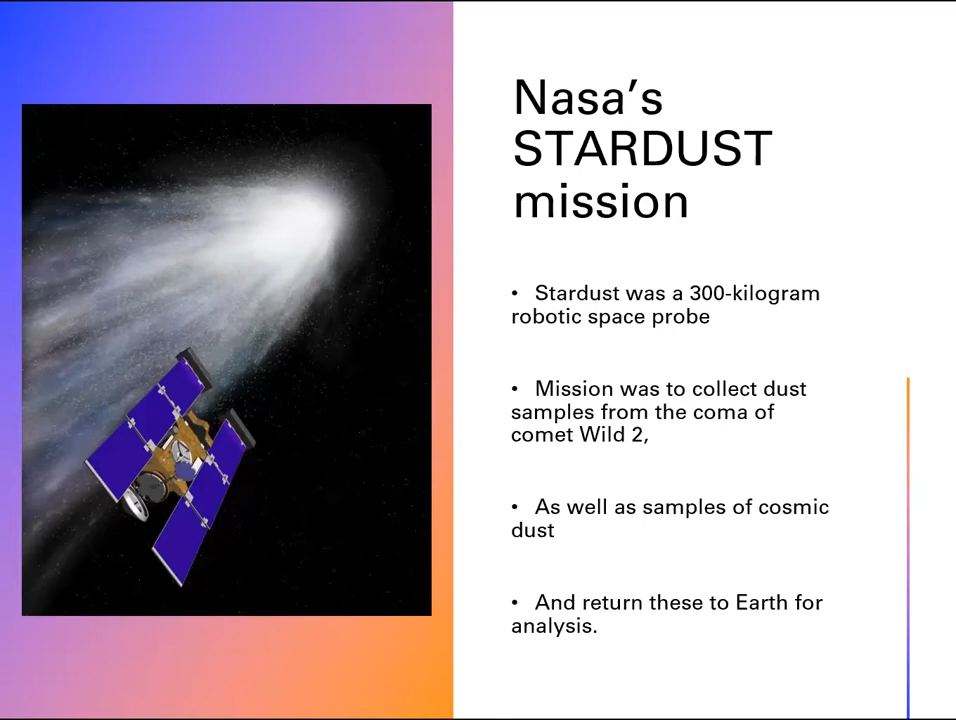 Nasa’s
STARDUST
mission
• Stardust was a 300-kilogram
robotic space probe
• Mission was to collect dust
samples from the coma of
comet Wild 2,
• As well as samples of cosmic
dust
• And return these to Earth for
analysis.